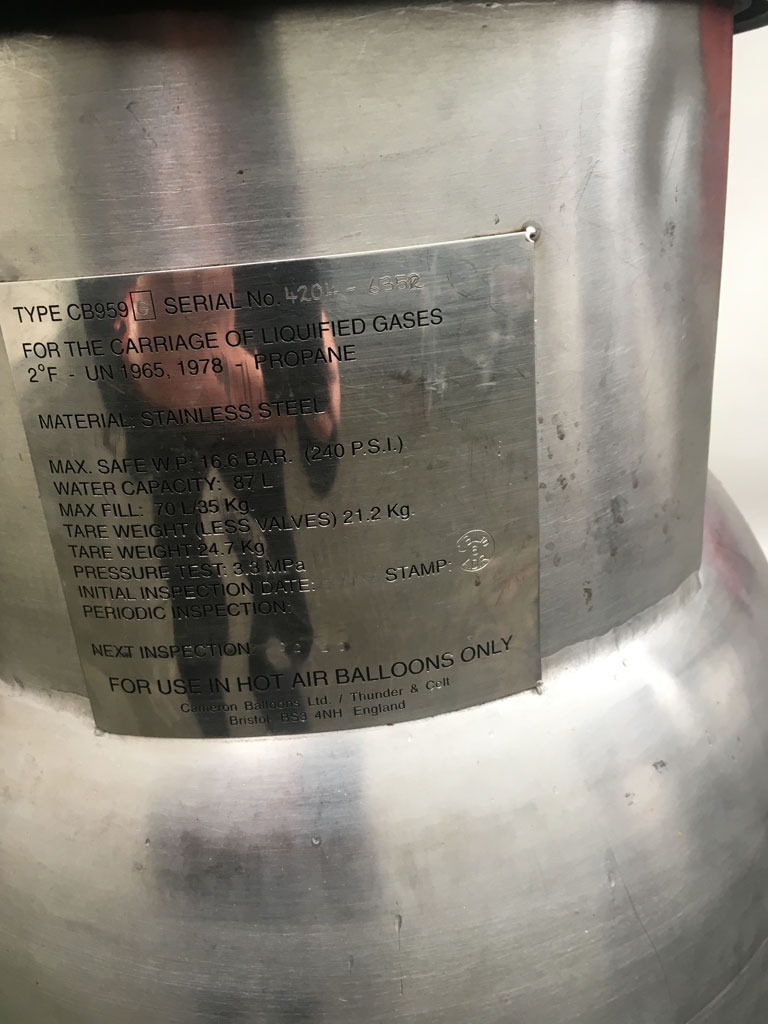 TYPE CB959 G SERIAL No. 4204 - 6352
FOR THE CARRIAGE OF LIQUIFIED GASES
2°F - UN 1965, 1978 - PROPANE
MATERIAL: STAINLESS STEEL
MAX. SAFE W.P: 16.6 BAR. (240 P.S.I.)
WATER CAPACITY: 87 L
MAX FILL: 70 L/35 Kg.
TARE WEIGHT (LESS VALVES) 21.2 Kg.
TARE WEIGHT 24.7 Kg
PRESSURE TEST: 3.3 MPa
INITIAL INSPECTION DATE: STAMP:
PERIODIC INSPECTION:
NEXT INSPECTION:
FOR USE IN HOT AIR BALLOONS ONLY
Cameron Balloons Ltd. / Thunder & Colt
Bristol BS3 4NH England